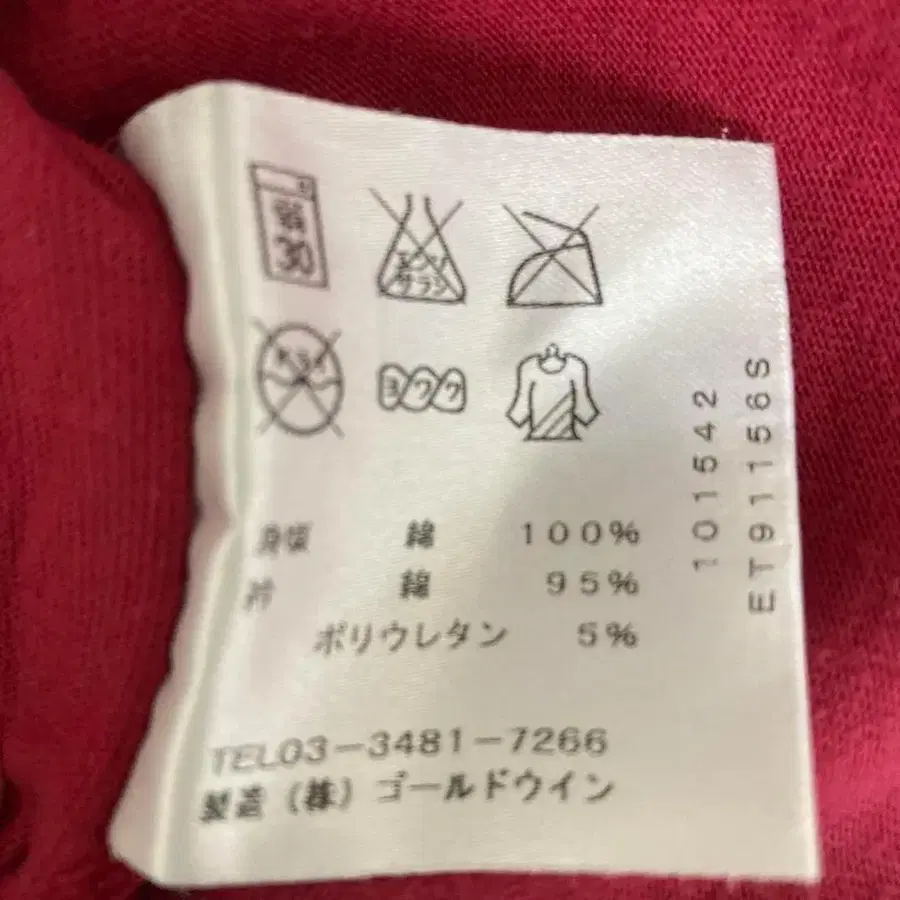 弱
30
エンソ
サラシ
ドライ
ヨワク
身頃 綿 100%
衿 綿 95%
ポリウレタン 5%
TEL03-3481-7266
製造（株）ゴールドウイン
101542
ET91156S